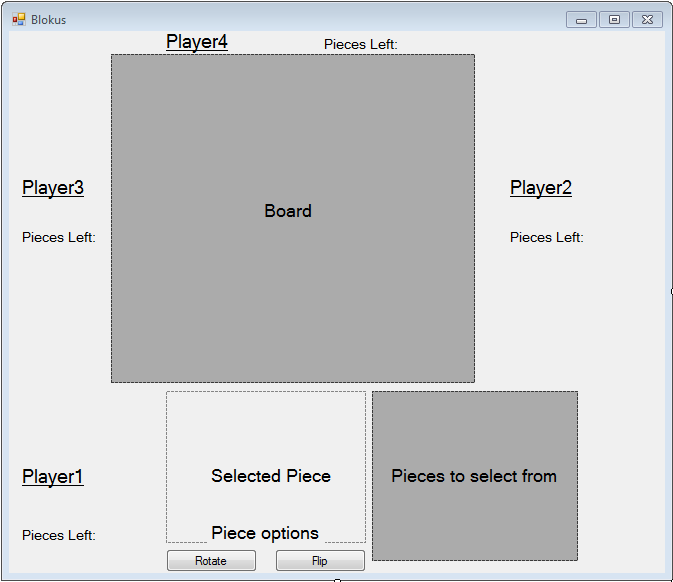 Blokus
Player4
Pieces Left:
Player3
Player2
Board
Pieces Left:
Pieces Left:
Player1
Selected Piece
Pieces to select from
Pieces Left:
Piece options
Rotate
Flip